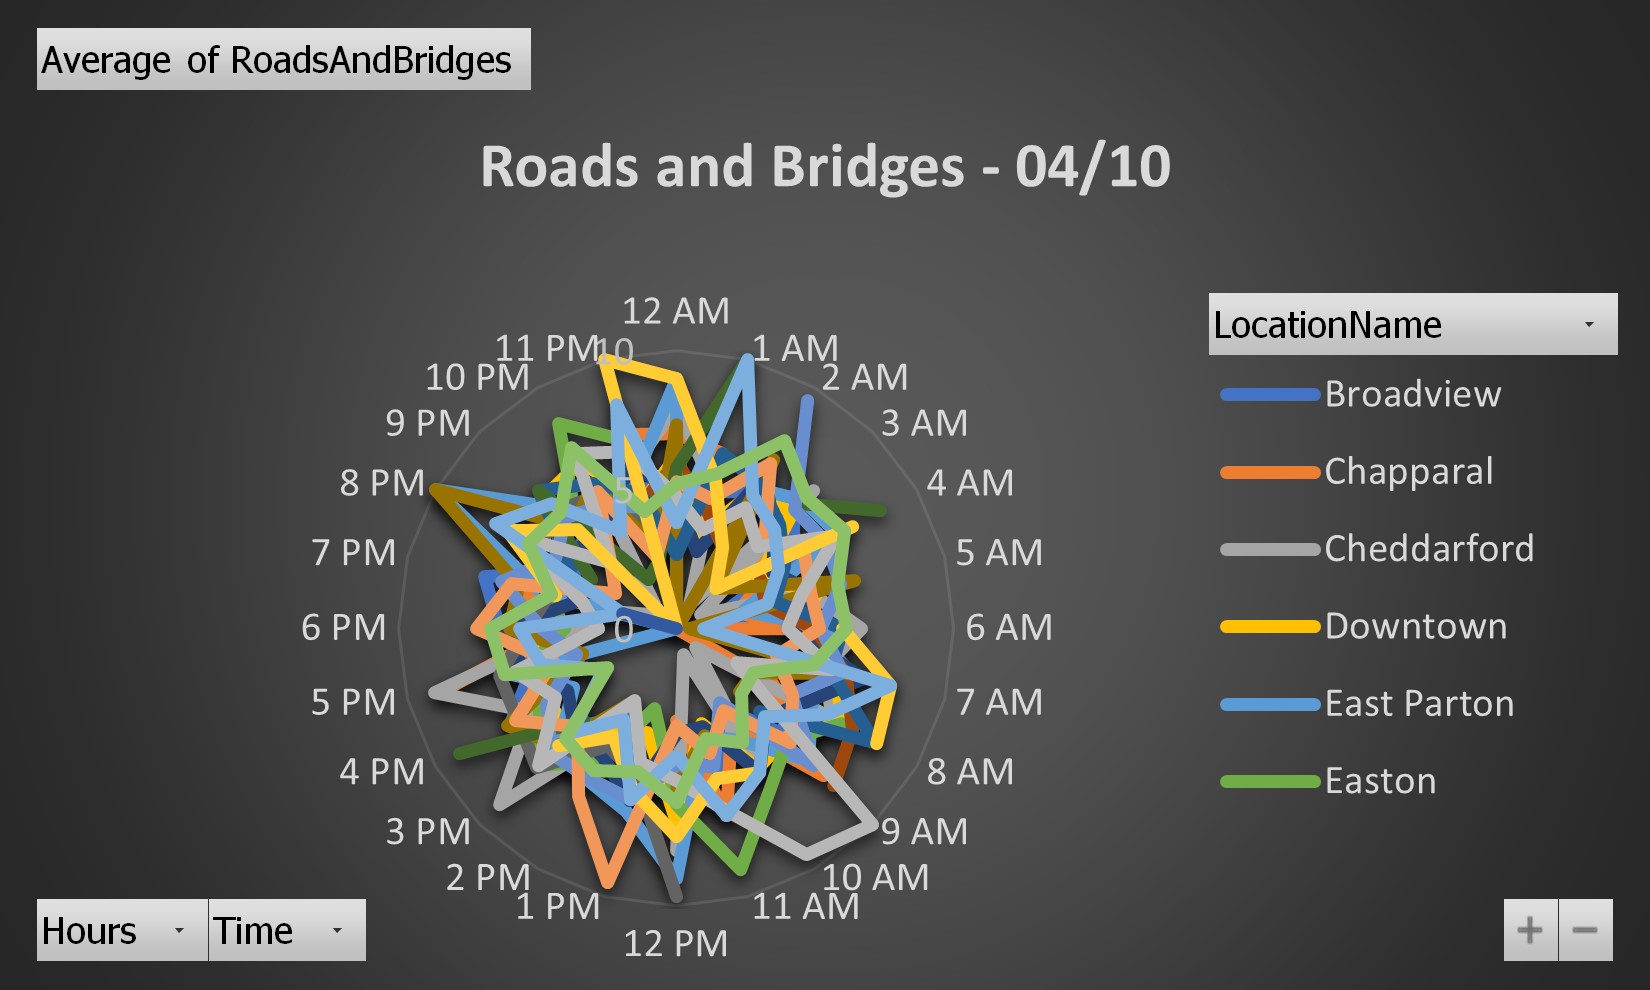 Average of RoadsAndBridges
Roads and Bridges - 04/10
12 AM
1 AM
2 AM
3 AM
4 AM
5 AM
6 AM
7 AM
8 AM
9 AM
10 AM
11 AM
12 PM
1 PM
2 PM
3 PM
4 PM
5 PM
6 PM
7 PM
8 PM
9 PM
10 PM
11 PM
10
5
0
LocationName
Broadview
Chapparal
Cheddarford
Downtown
East Parton
Easton
Hours
Time
+
−